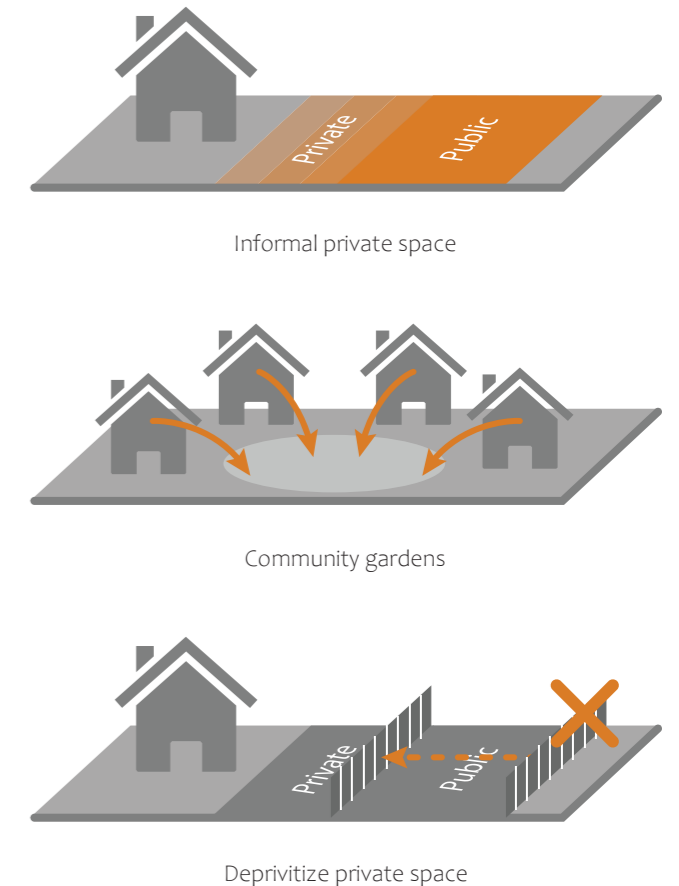 Private
Public
Informal private space
Community gardens
Private
Public
Deprivitize private space